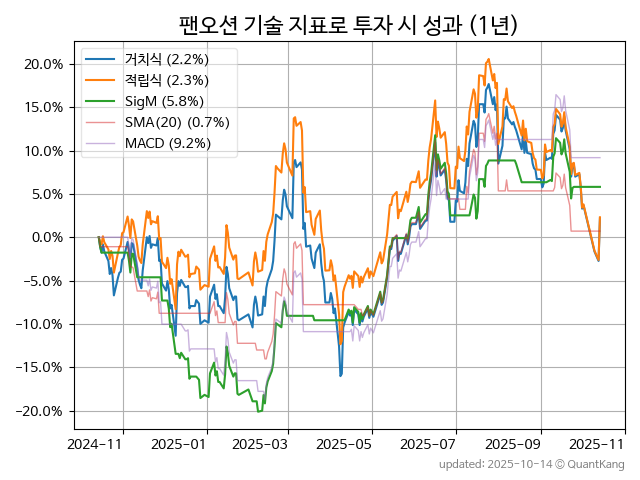 팬오션 기술 지표로 투자 시 성과 (1년)
거치식 (2.2%)
적립식 (2.3%)
SigM (5.8%)
SMA(20) (0.7%)
MACD (9.2%)
20.0%
15.0%
10.0%
5.0%
0.0%
−5.0%
−10.0%
−15.0%
−20.0%
2024-11 2025-01 2025-03 2025-05 2025-07 2025-09 2025-11
updated: 2025-10-14 © QuantKang